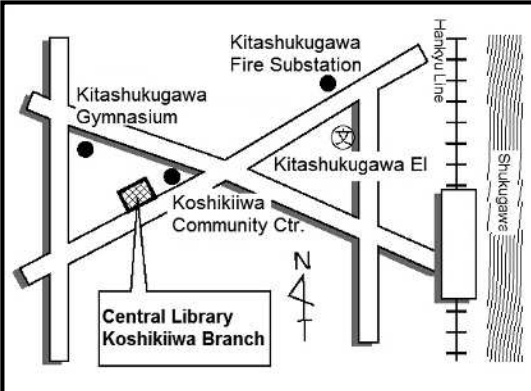 Kitashukugawa
Fire Substation
Hankyu Line
Kitashukugawa
Gymnasium
文
Kitashukugawa El
Shukugawa
Koshikiiwa
Community Ctr.
N
Central Library
Koshikiiwa Branch